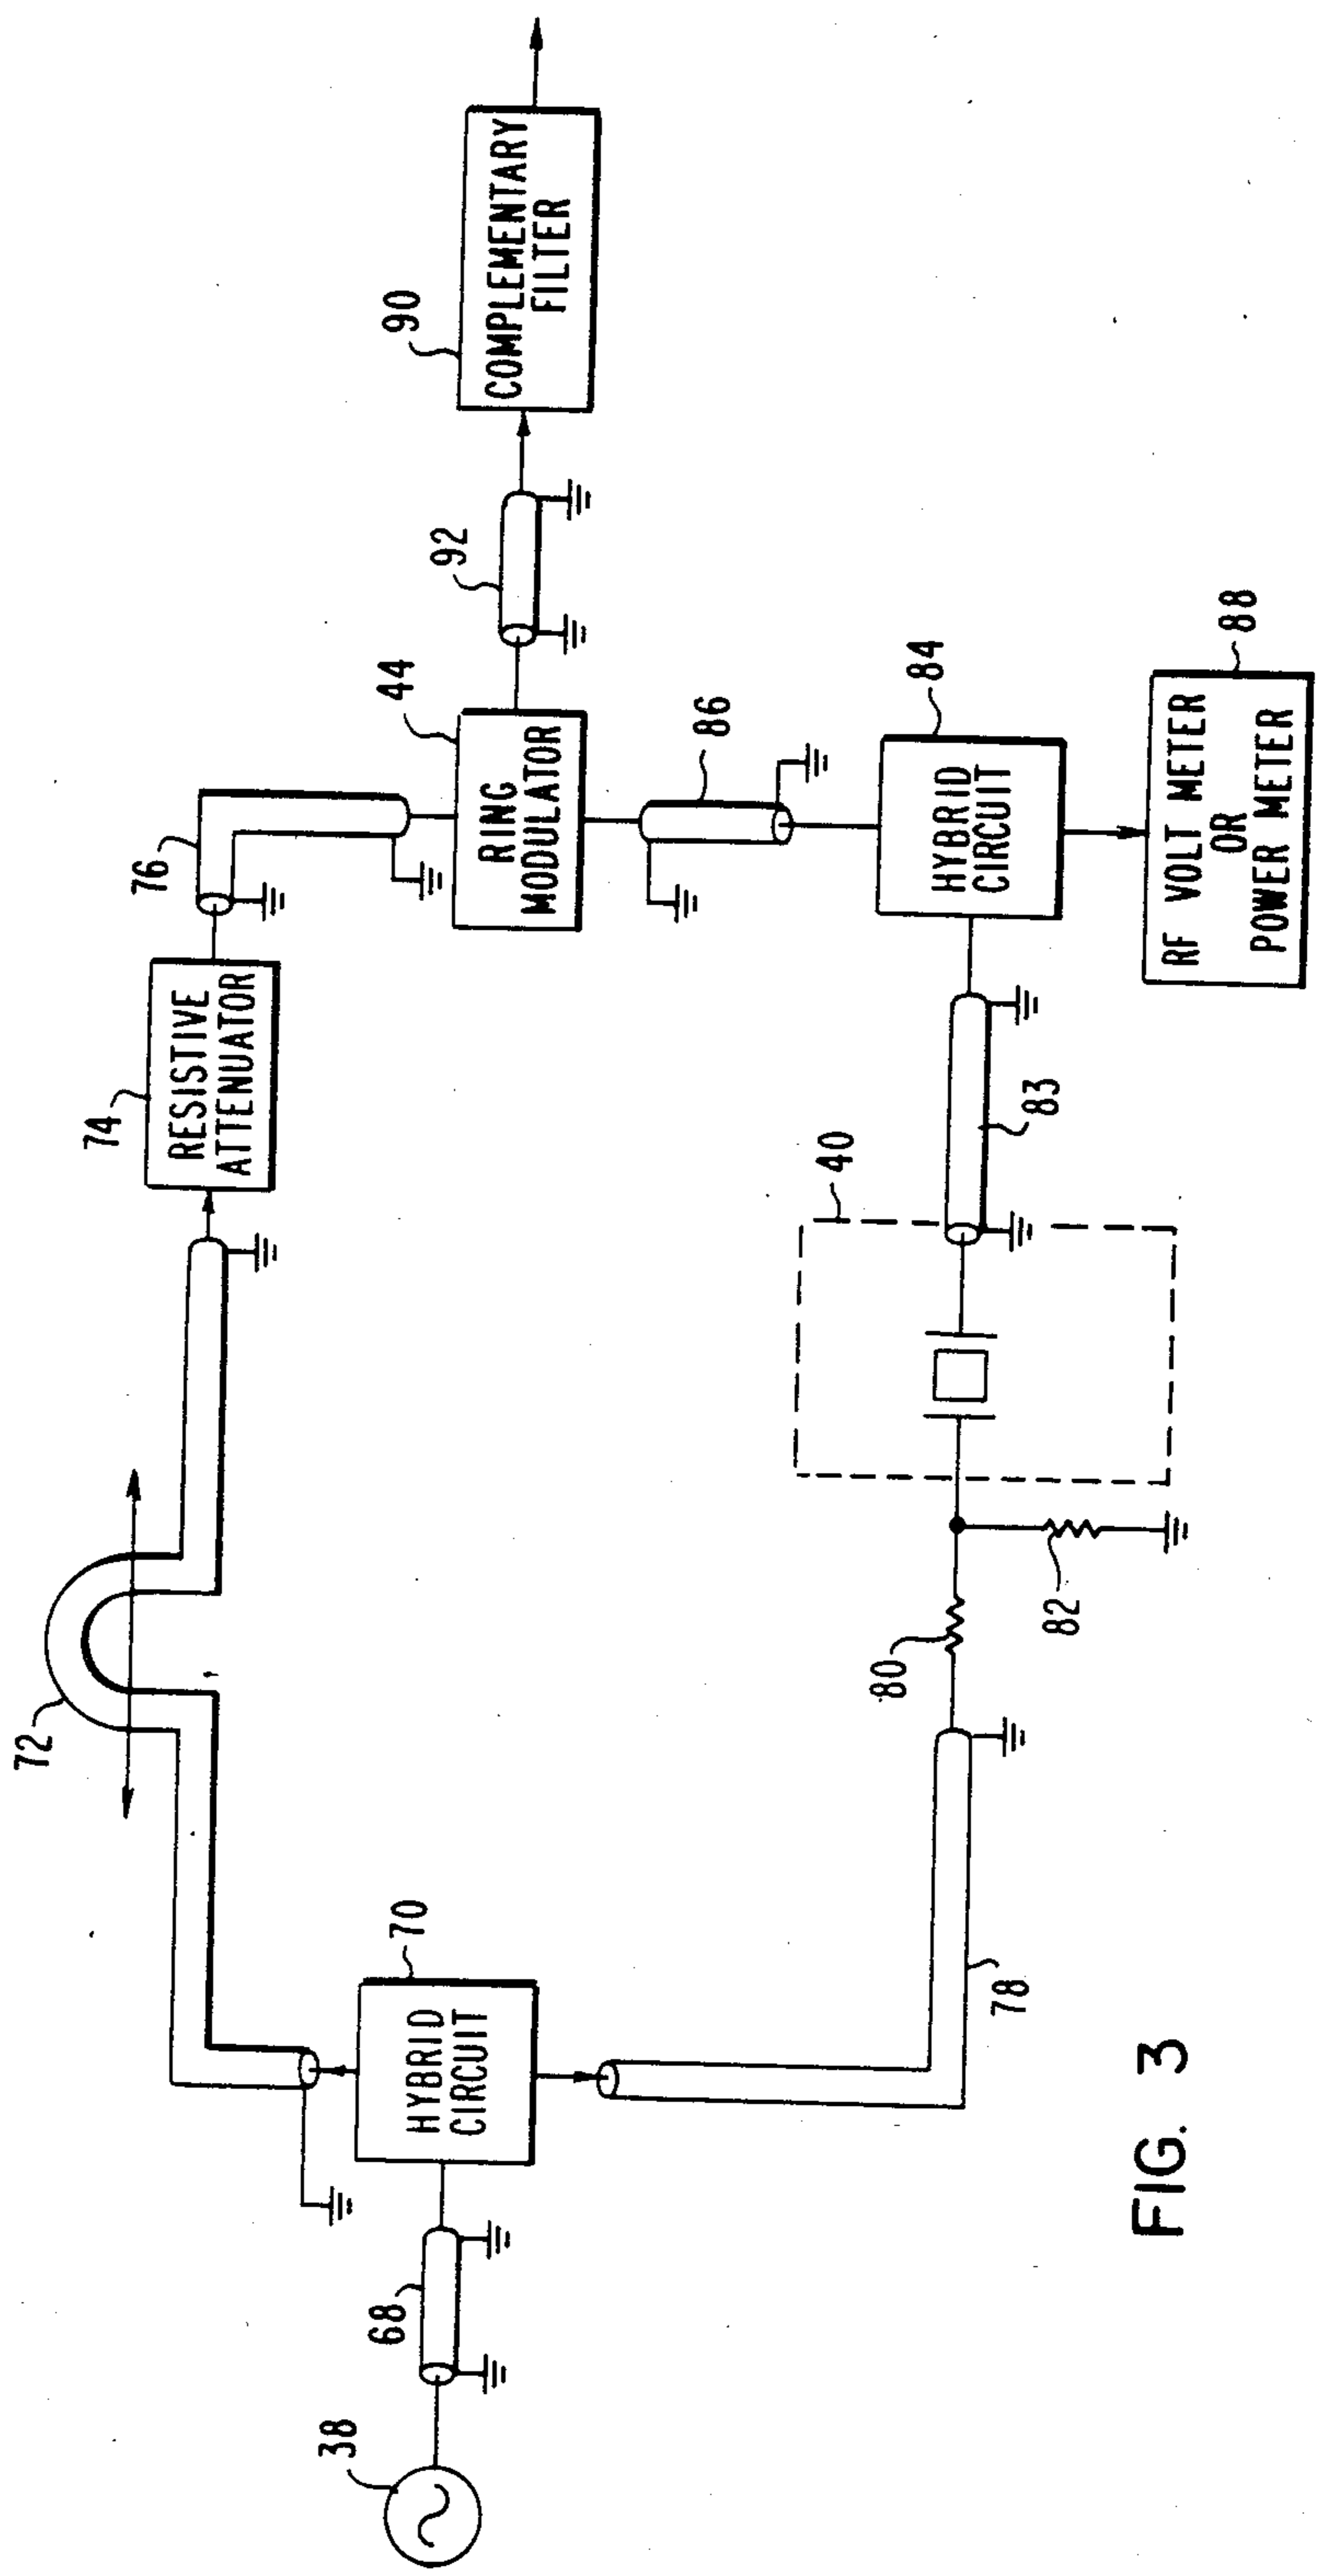 72
74
RESISTIVE
ATTENUATOR
76
38
68
70
HYBRID
CIRCUIT
44
RING
MODULATOR
92
90
COMPLEMENTARY
FILTER
86
78
80
82
40
83
84
HYBRID
CIRCUIT
88
RF VOLT METER
OR
POWER METER
FIG. 3